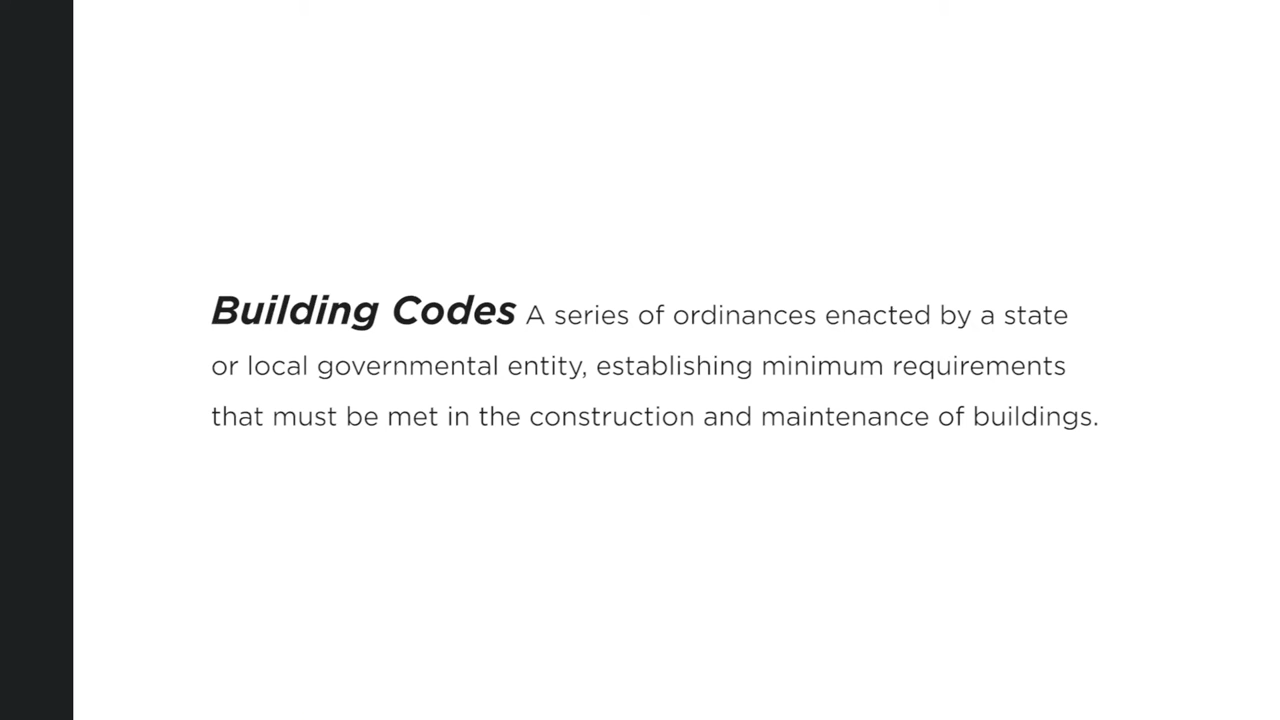 Building Codes A series of ordinances enacted by a state
or local governmental entity, establishing minimum requirements
that must be met in the construction and maintenance of buildings.